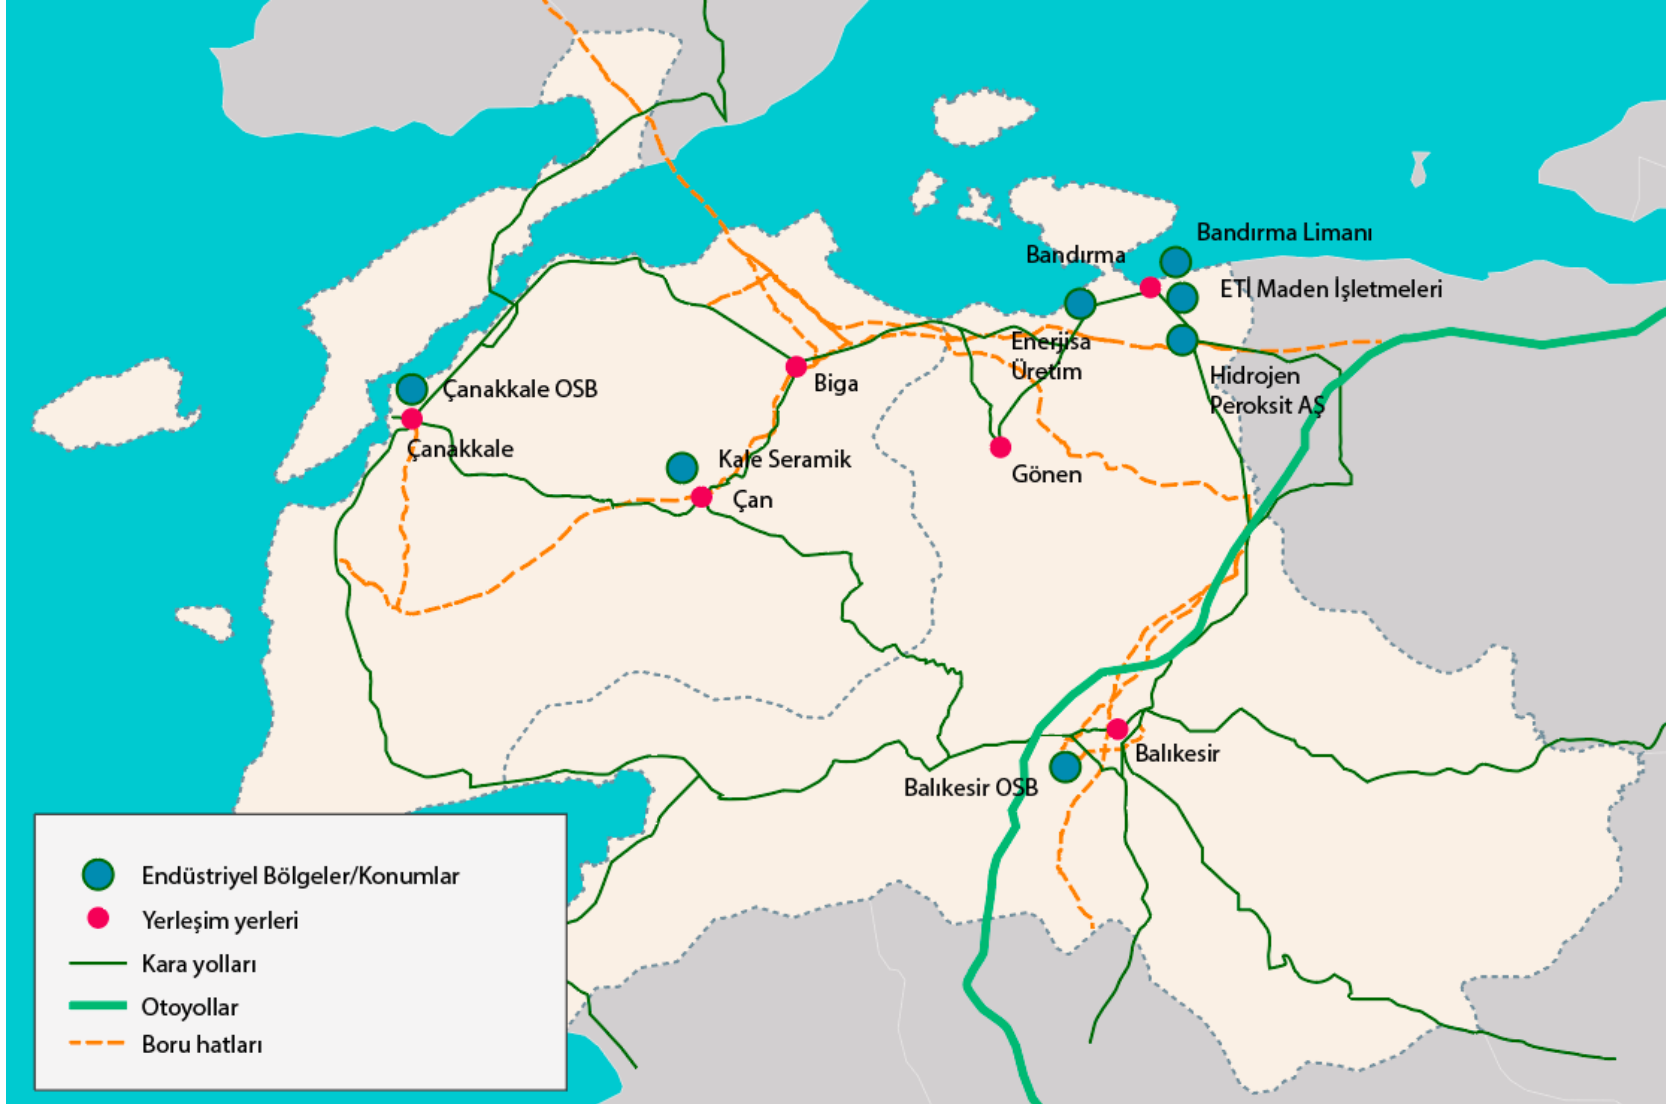 Bandırma Limanı
Bandırma
ETİ Maden İşletmeleri
Enerjisa
Üretim
Hidrojen
Peroksit AŞ
Biga
Çanakkale OSB
Çanakkale
Kale Seramik
Çan
Gönen
Balıkesir
Balıkesir OSB
Endüstriyel Bölgeler/Konumlar
Yerleşim yerleri
Kara yolları
Otoyollar
Boru hatları